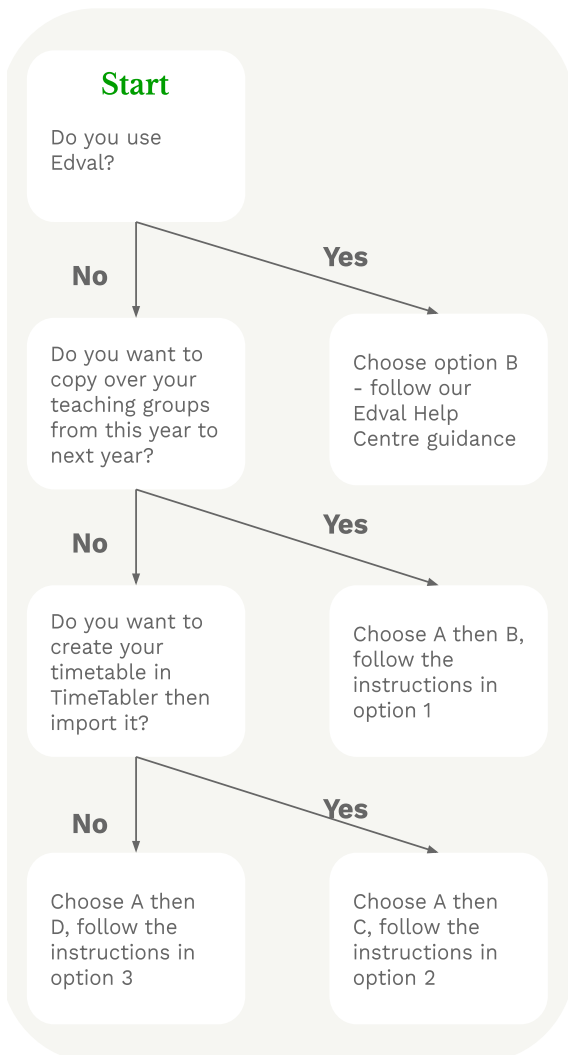 Start
Do you use
Edval?
No
Yes
Do you want to
copy over your
teaching groups
from this year to
next year?
Choose option B
- follow our
Edval Help
Centre guidance
No
Yes
Do you want to
create your
timetable in
TimeTabler then
import it?
Choose A then B,
follow the
instructions in
option 1
No
Yes
Choose A then
D, follow the
instructions in
option 3
Choose A then
C, follow the
instructions in
option 2